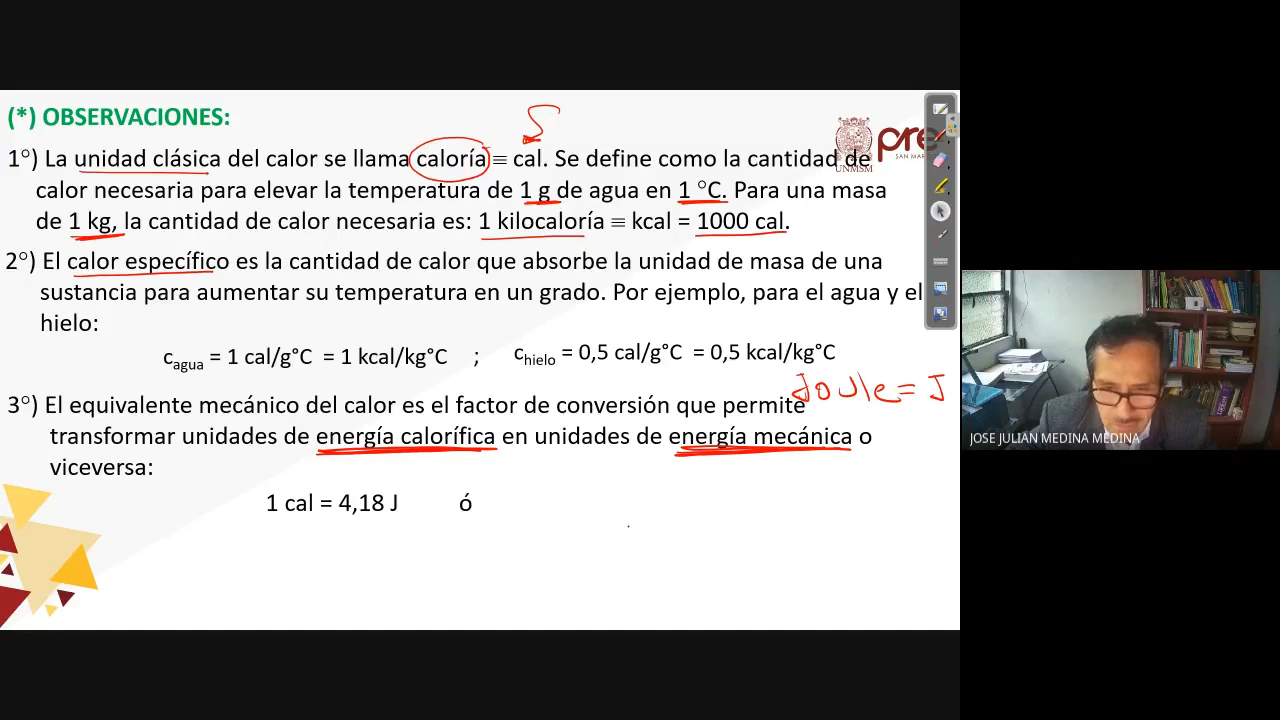 (*) OBSERVACIONES:
1°) La unidad clásica del calor se llama caloría ≡ cal. Se define como la cantidad de
calor necesaria para elevar la temperatura de 1 g de agua en 1 °C. Para una masa
de 1 kg, la cantidad de calor necesaria es: 1 kilocaloría ≡ kcal = 1000 cal.
pre
SAN MAR
UNMSM
2°) El calor específico es la cantidad de calor que absorbe la unidad de masa de una
sustancia para aumentar su temperatura en un grado. Por ejemplo, para el agua y el
hielo:
c agua = 1 cal/g°C = 1 kcal/kg°C ; c hielo = 0,5 cal/g°C = 0,5 kcal/kg°C
Joule = J
3°) El equivalente mecánico del calor es el factor de conversión que permite
transformar unidades de energía calorífica en unidades de energía mecánica o
viceversa:
1 cal = 4,18 J ó
JOSE JULIAN MEDINA MEDINA